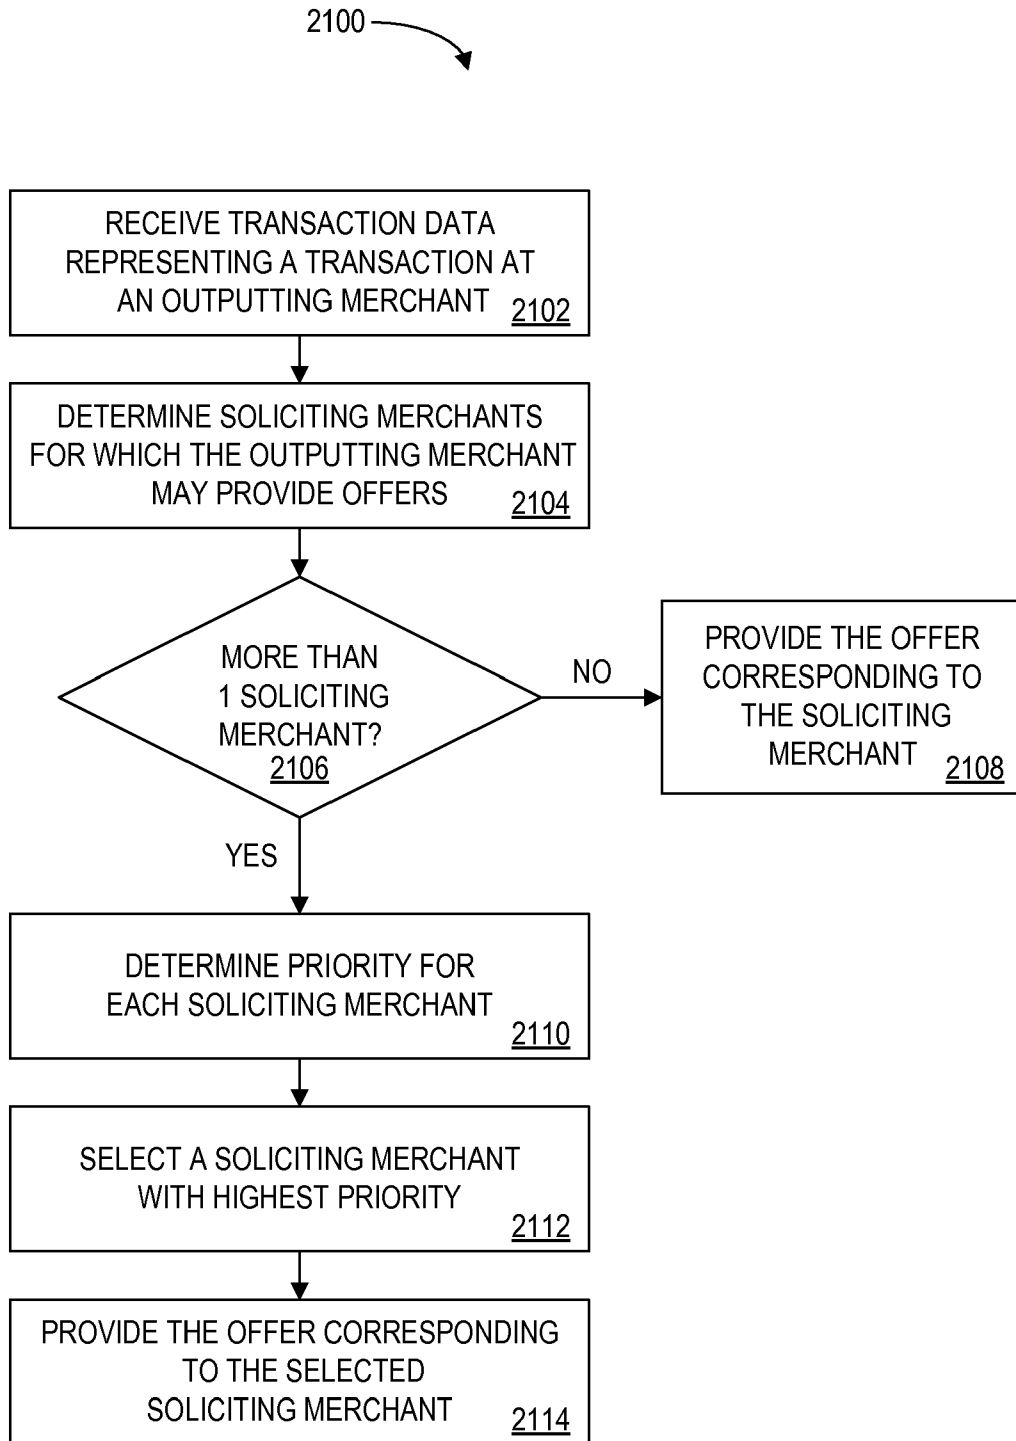 2100
RECEIVE TRANSACTION DATA
REPRESENTING A TRANSACTION AT
AN OUTPUTTING MERCHANT
2102
DETERMINE SOLICITING MERCHANTS
FOR WHICH THE OUTPUTTING MERCHANT
MAY PROVIDE OFFERS
2104
MORE THAN
1 SOLICITING
MERCHANT?
2106
NO
PROVIDE THE OFFER
CORRESPONDING TO
THE SOLICITING
MERCHANT
2108
YES
DETERMINE PRIORITY FOR
EACH SOLICITING MERCHANT
2110
SELECT A SOLICITING MERCHANT
WITH HIGHEST PRIORITY
2112
PROVIDE THE OFFER CORRESPONDING
TO THE SELECTED
SOLICITING MERCHANT
2114